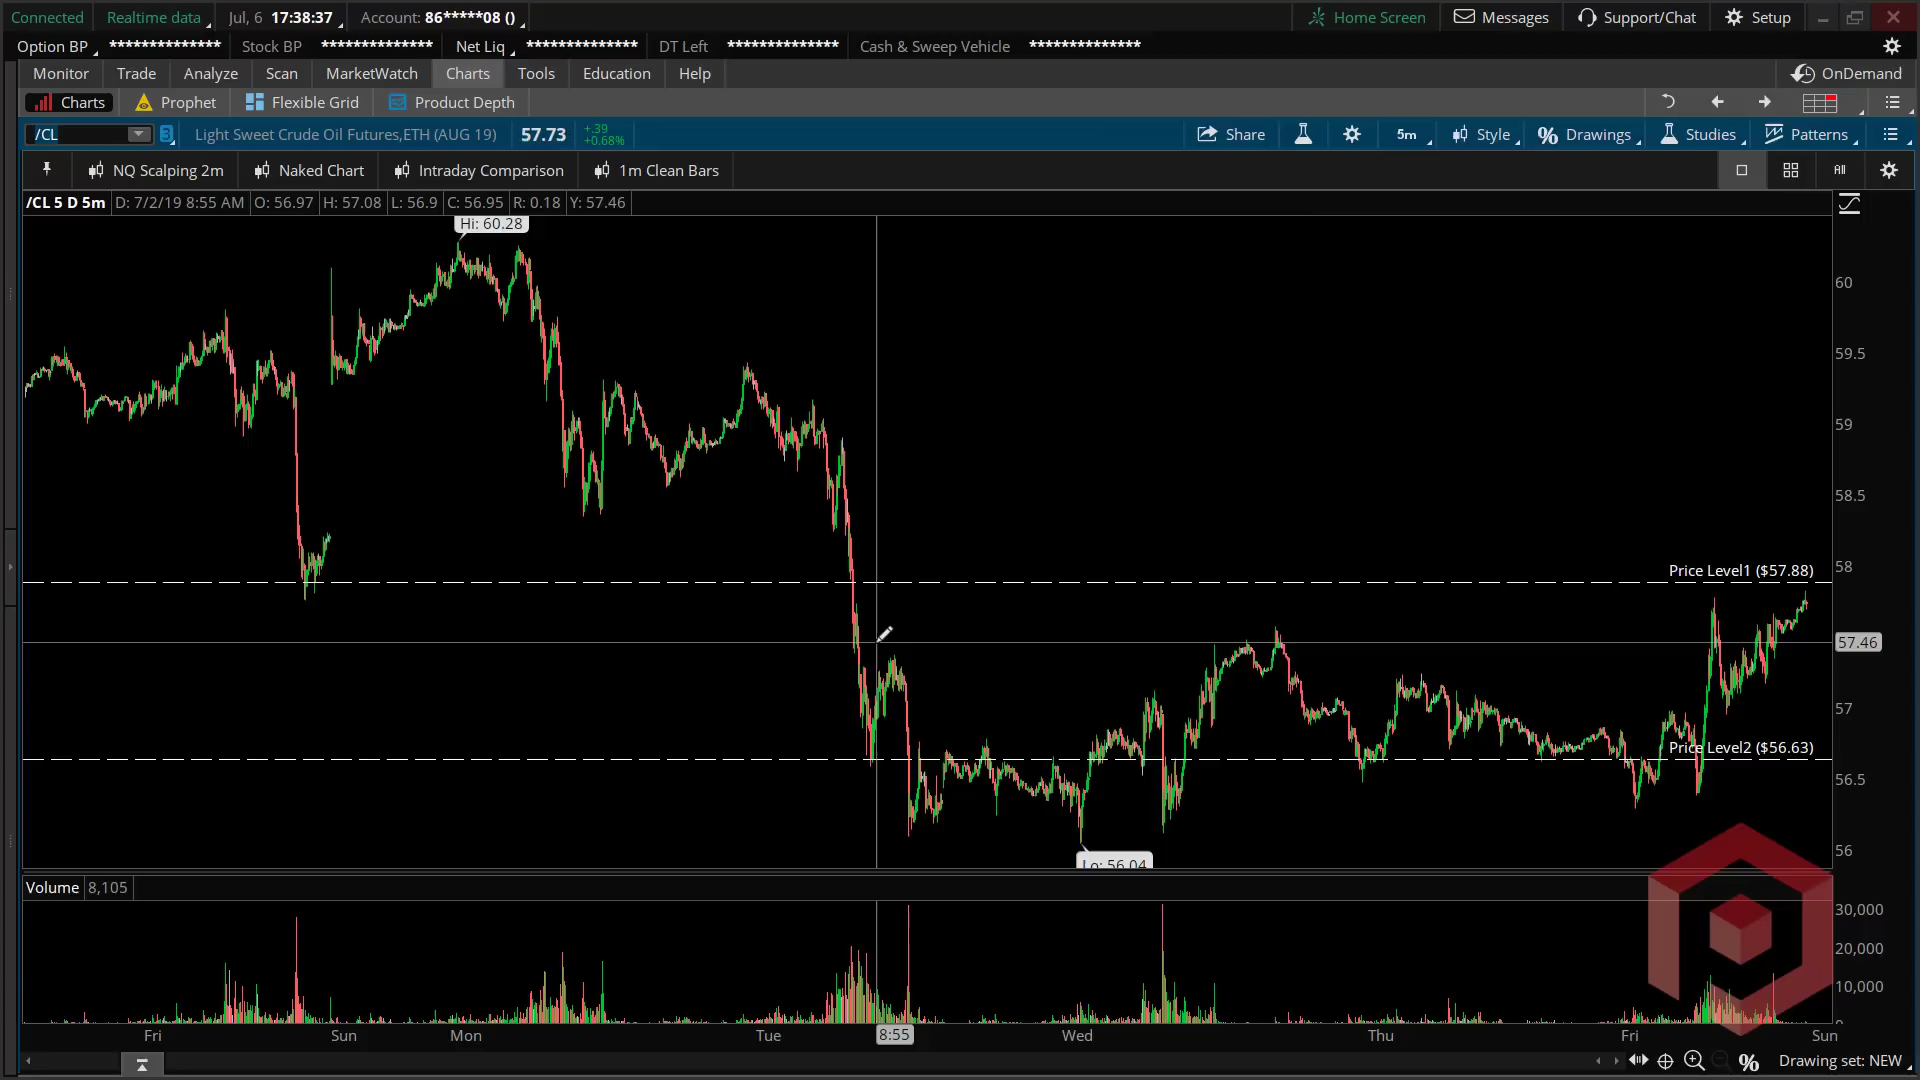 Connected Realtime data Jul, 6 17:38:37 Account: 86*****08 () Home Screen Messages Support/Chat Setup
Option BP ************** Stock BP ************** Net Liq ************** DT Left ************** Cash & Sweep Vehicle **************
Monitor Trade Analyze Scan MarketWatch Charts Tools Education Help OnDemand
Charts Prophet Flexible Grid Product Depth
/CL 3 Light Sweet Crude Oil Futures,ETH (AUG 19) 57.73 +.39 +0.68% Share 5m Style Drawings Studies Patterns
NQ Scalping 2m Naked Chart Intraday Comparison 1m Clean Bars All
/CL 5 D 5m D: 7/2/19 8:55 AM O: 56.97 H: 57.08 L: 56.9 C: 56.95 R: 0.18 Y: 57.46
Hi: 60.28
60
59.5
59
58.5
58
Price Level1 ($57.88)
57.46
57
Price Level2 ($56.63)
56.5
56
Lo: 56.04
Volume 8,105
30,000
20,000
10,000
0
Fri Sun Mon Tue 8:55 Wed Thu Fri Sun
Drawing set: NEW